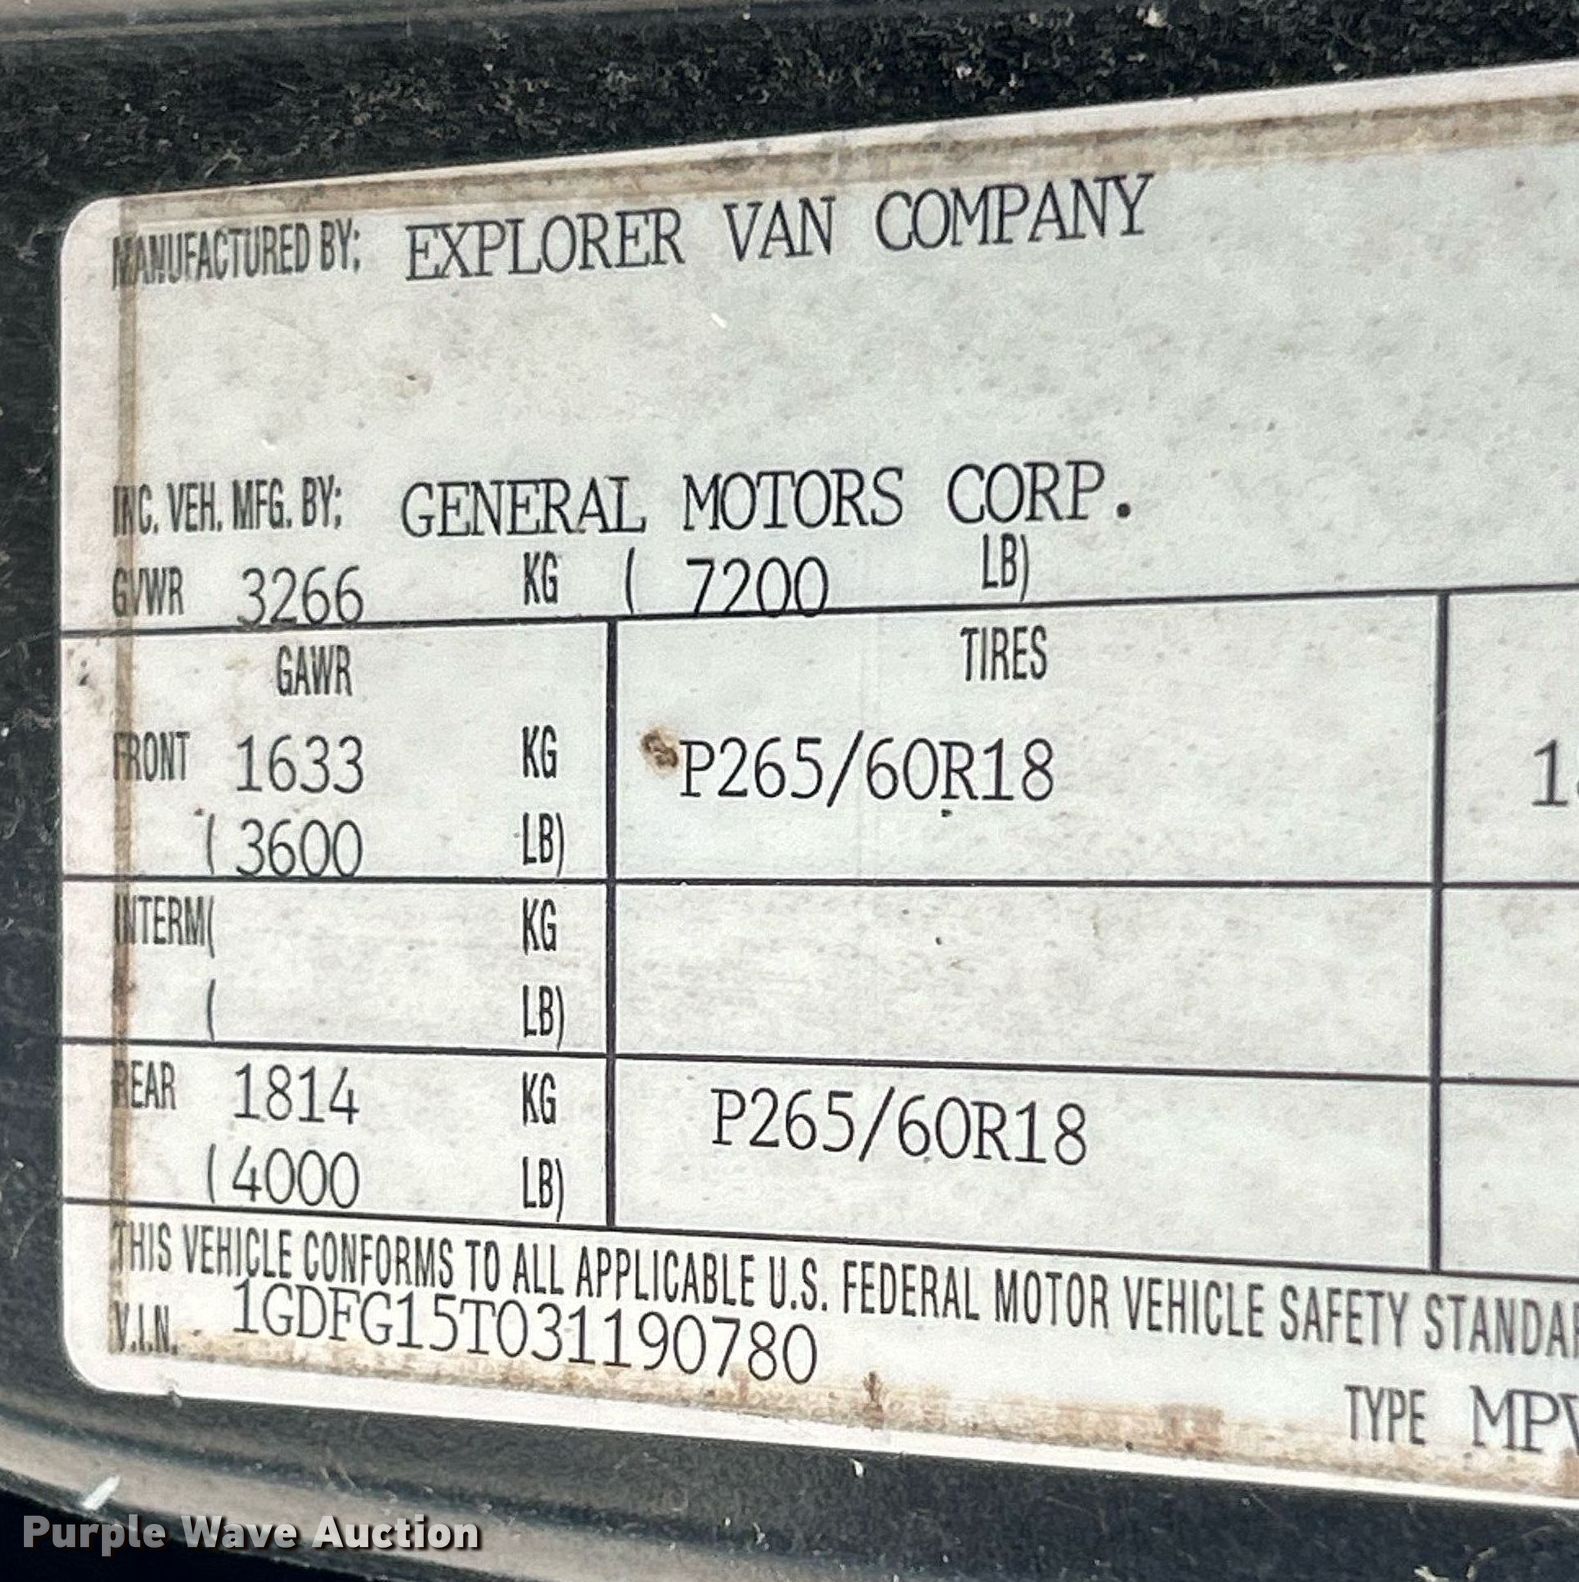 MANUFACTURED BY: EXPLORER VAN COMPANY
INC. VEH. MFG. BY: GENERAL MOTORS CORP.
GVWR 3266 KG ( 7200 LB)
GAWR TIRES
FRONT 1633 KG P265/60R18
( 3600 LB)
INTERM( KG
( LB)
REAR 1814 KG P265/60R18
( 4000 LB)
THIS VEHICLE CONFORMS TO ALL APPLICABLE U.S. FEDERAL MOTOR VEHICLE SAFETY
V.I.N. 1GDFG15T031190780
TYPE MPV
Purple Wave Auction